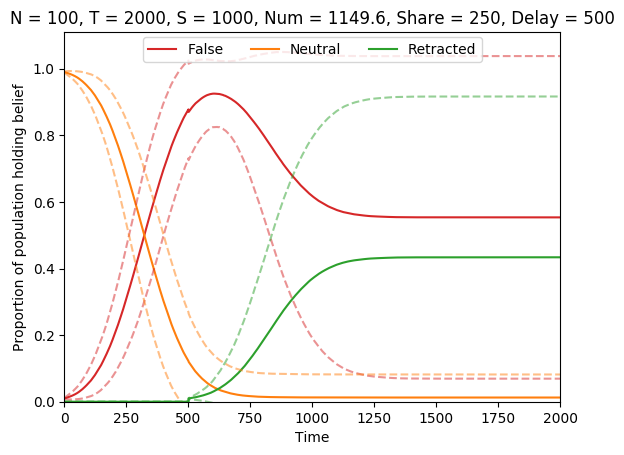 N = 100, T = 2000, S = 1000, Num = 1149.6, Share = 250, Delay = 500
False Neutral Retracted
Proportion of population holding belief
1.0
0.8
0.6
0.4
0.2
0.0
0 250 500 750 1000 1250 1500 1750 2000
Time